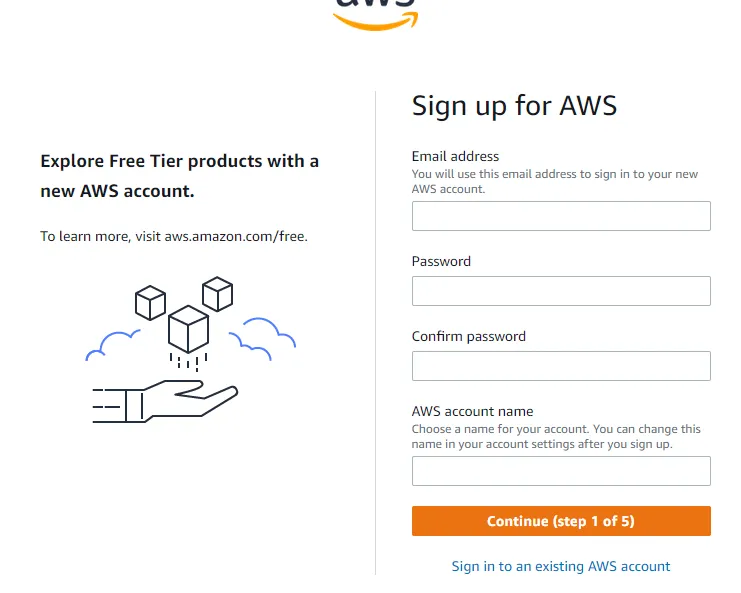 aws
Sign up for AWS
Explore Free Tier products with a
new AWS account.
To learn more, visit aws.amazon.com/free.
Email address
You will use this email address to sign in to your new
AWS account.
Password
Confirm password
AWS account name
Choose a name for your account. You can change this
name in your account settings after you sign up.
Continue (step 1 of 5)
Sign in to an existing AWS account